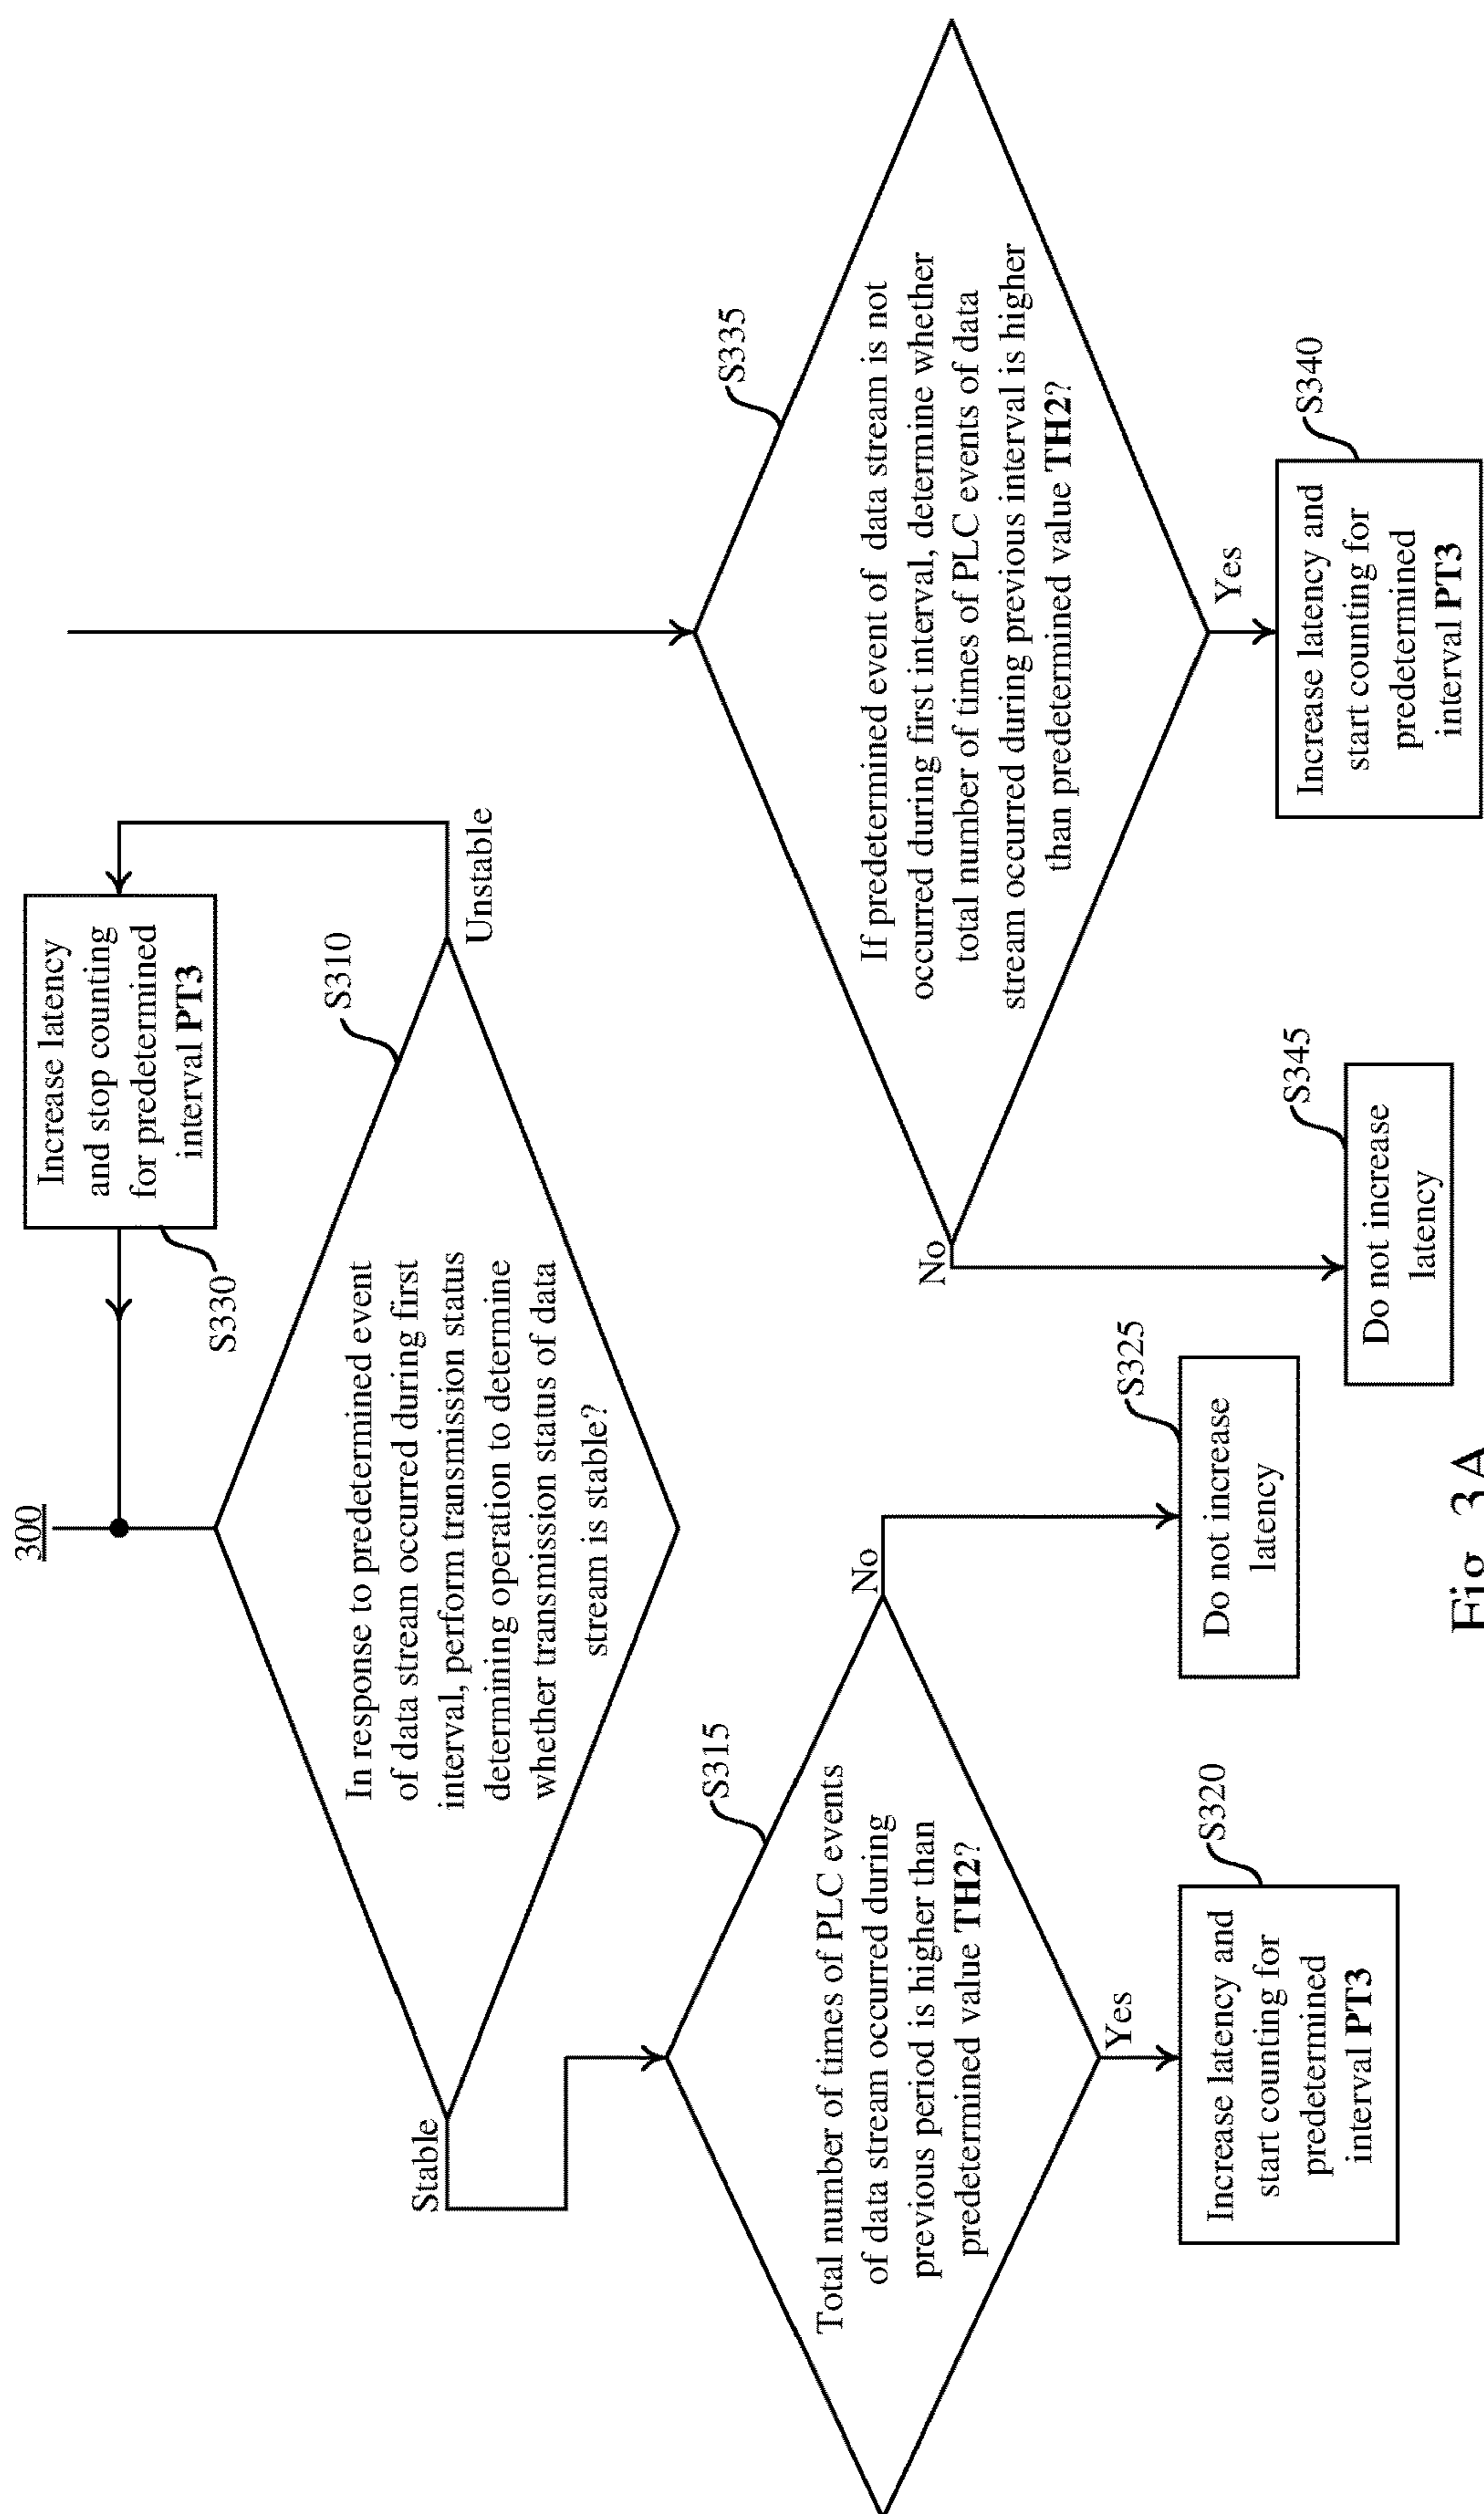 300
Increase latency
and stop counting
for predetermined
interval PT3
S330
S310
In response to predetermined event
of data stream occurred during first
interval, perform transmission status
determining operation to determine
whether transmission status of data
stream is stable?
Stable
Unstable
S315
Total number of times of PLC events
of data stream occurred during
previous period is higher than
predetermined value TH2?
No
Yes
S320
Increase latency and
start counting for
predetermined
interval PT3
S325
Do not increase
latency
S335
If predetermined event of data stream is not
occurred during first interval, determine whether
total number of times of PLC events of data
stream occurred during previous interval is higher
than predetermined value TH2?
No
Yes
S345
Do not increase
latency
S340
Increase latency and
start counting for
predetermined
interval PT3
Fig. 3A